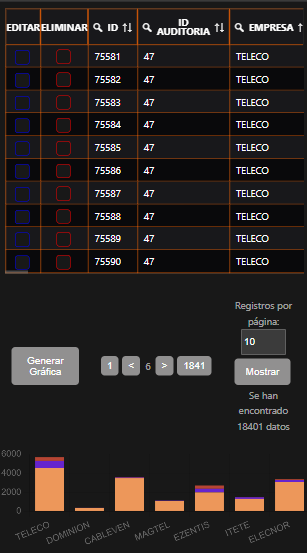 EDITAR ELIMINAR ID ID AUDITORIA EMPRESA
75581 47 TELECO
75582 47 TELECO
75583 47 TELECO
75584 47 TELECO
75585 47 TELECO
75586 47 TELECO
75587 47 TELECO
75588 47 TELECO
75589 47 TELECO
75590 47 TELECO
Registros por
página:
10
Generar
Gráfica
1 < 6 > 1841
Mostrar
Se han
encontrado
18401 datos
6000
4000
2000
0
TELECO DOMINION CABLEVEN MAGTEL EZENTIS ITETE ELECNOR